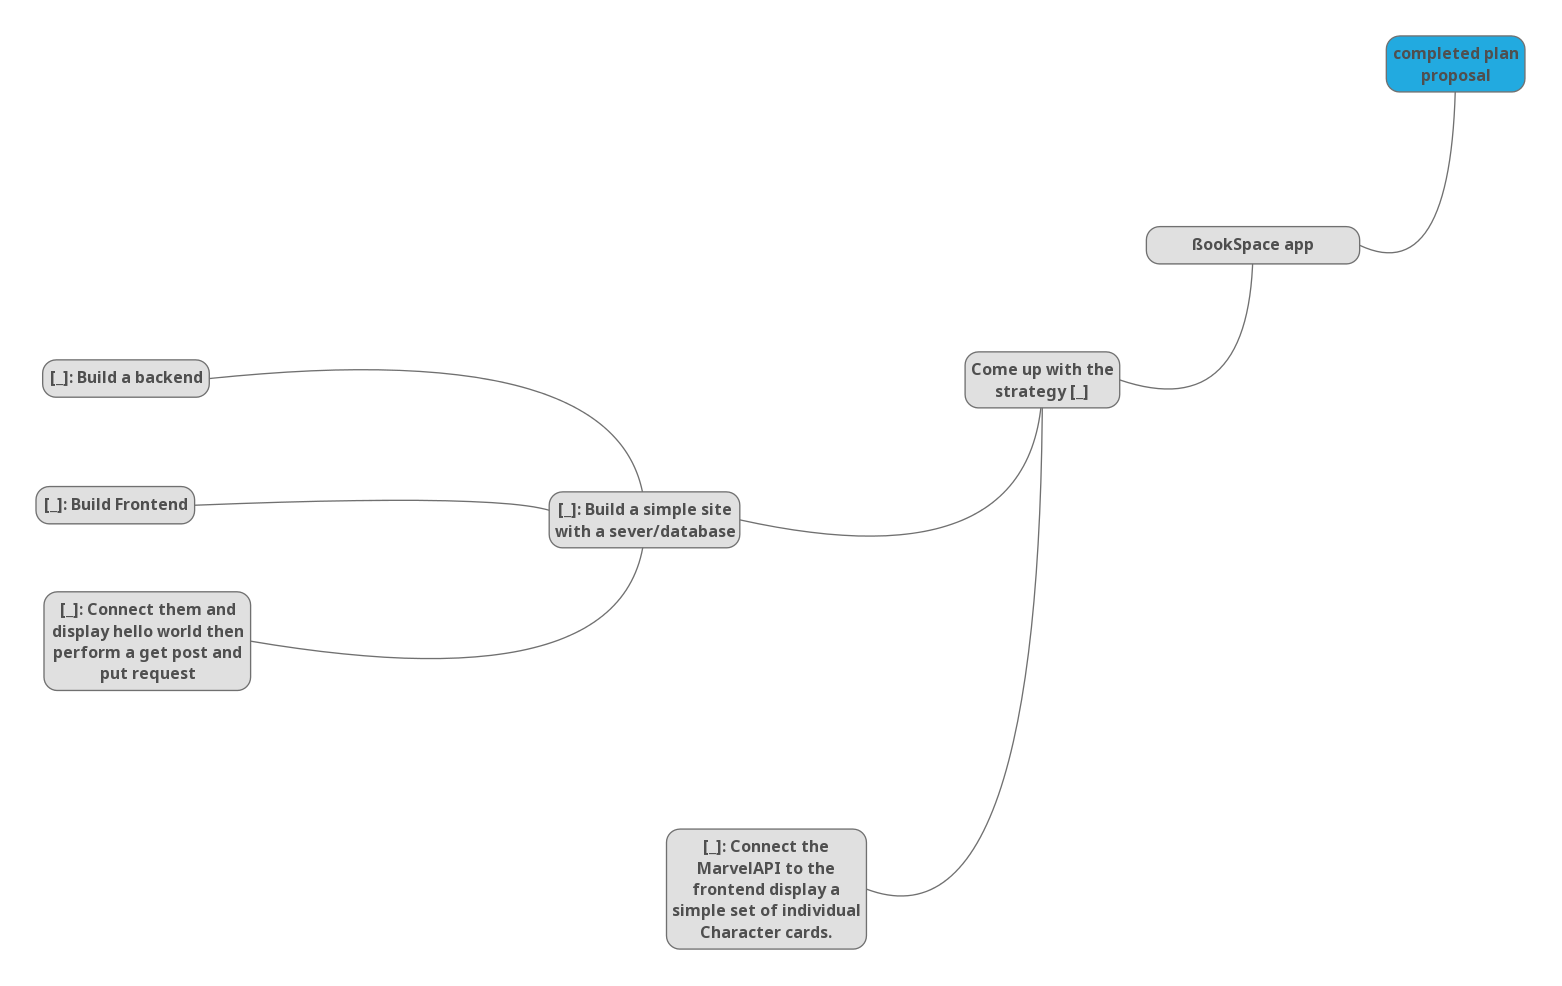 completed plan
proposal
ßookSpace app
Come up with the
strategy [_]
[_]: Build a backend
[_]: Build Frontend
[_]: Build a simple site
with a sever/database
[_]: Connect them and
display hello world then
perform a get post and
put request
[_]: Connect the
MarvelAPI to the
frontend display a
simple set of individual
Character cards.